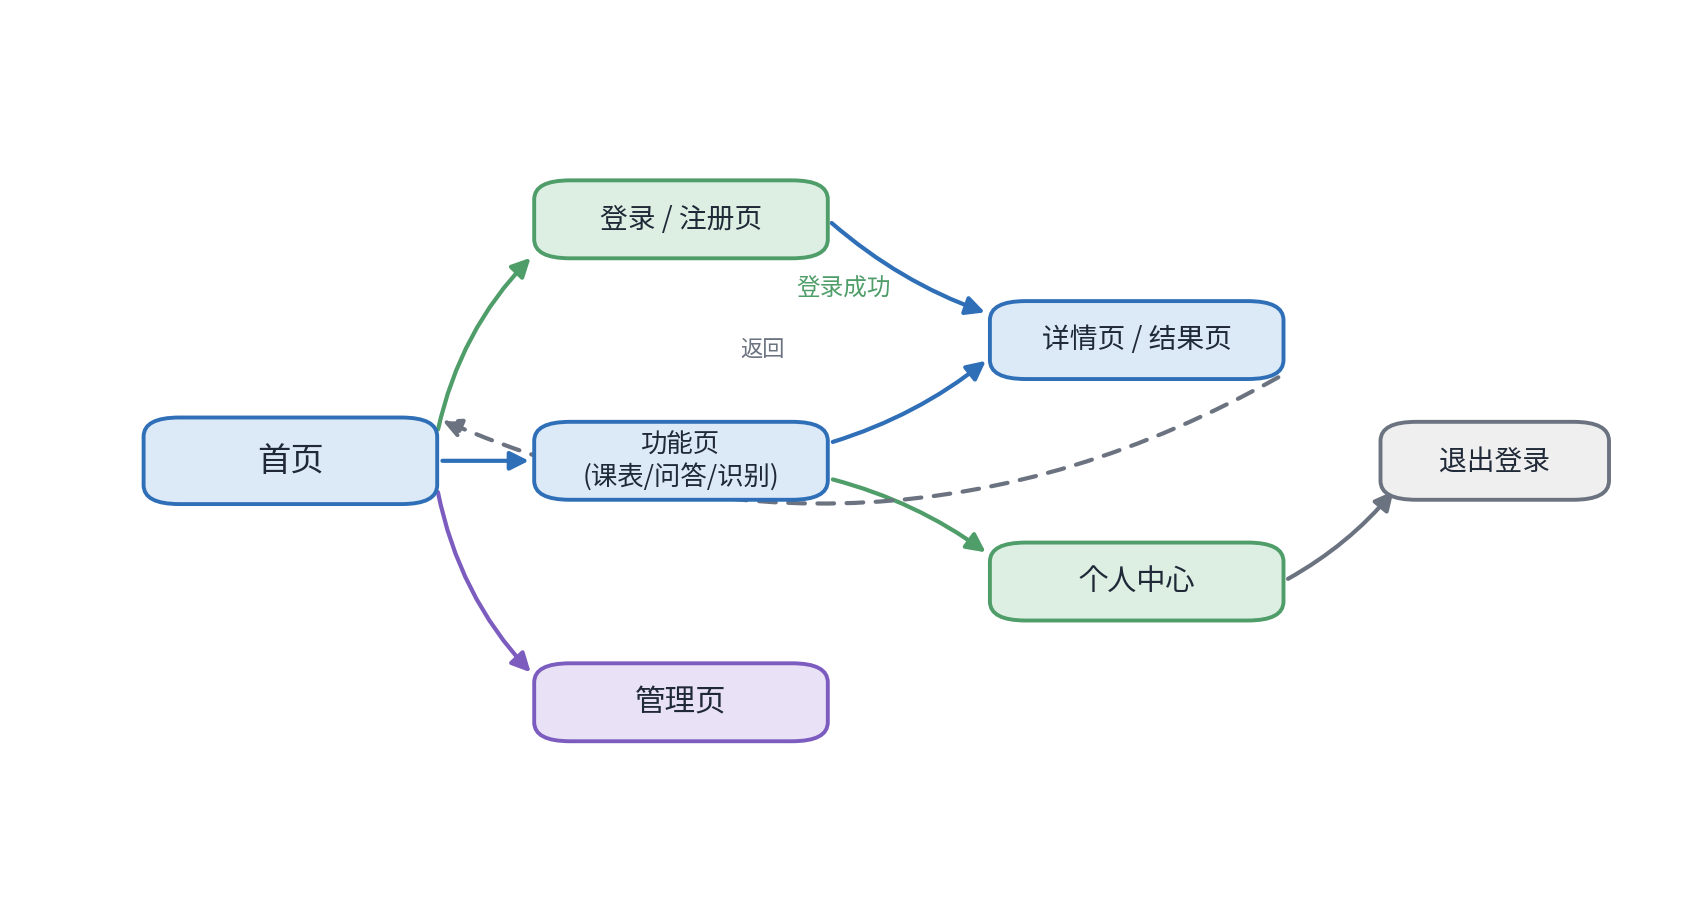 登录 / 注册页
登录成功
详情页 / 结果页
返回
首页
功能页
(课表/问答/识别)
退出登录
个人中心
管理页